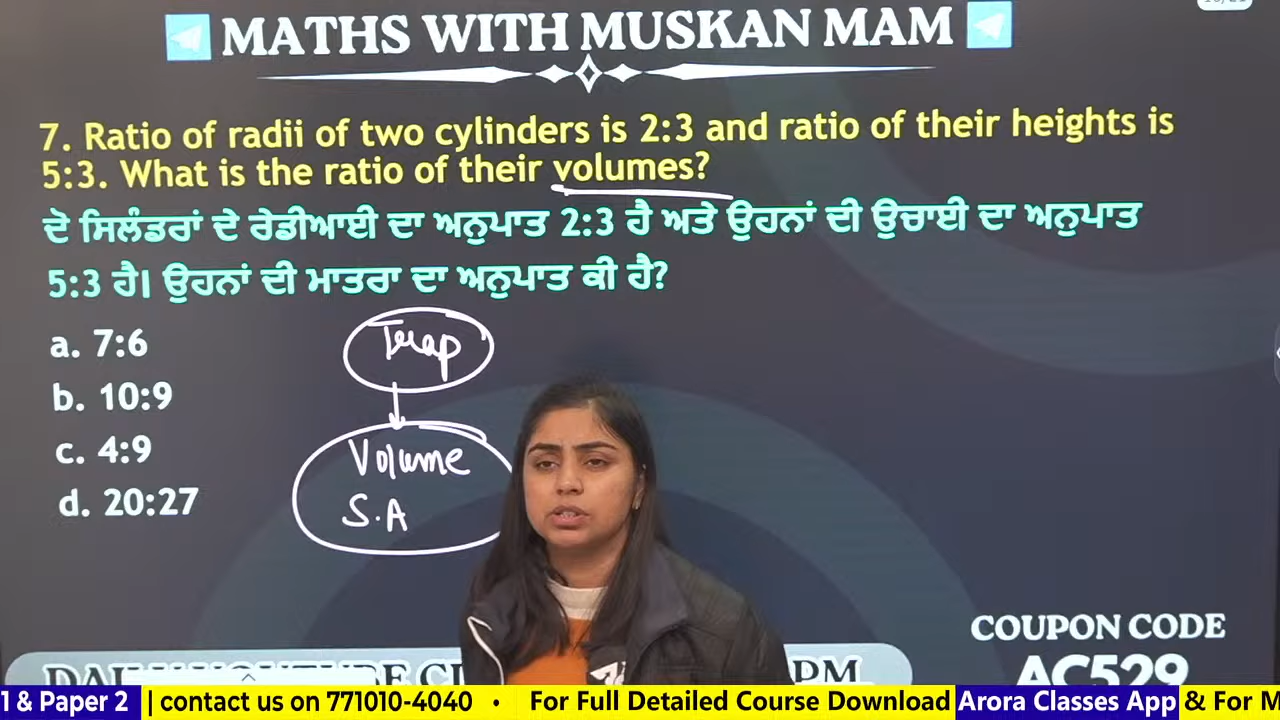 MATHS WITH MUSKAN MAM
7. Ratio of radii of two cylinders is 2:3 and ratio of their heights is
5:3. What is the ratio of their volumes?
ਦੋ ਸਿਲੰਡਰਾਂ ਦੇ ਰੇਡੀਆਈ ਦਾ ਅਨੁਪਾਤ 2:3 ਹੈ ਅਤੇ ਉਹਨਾਂ ਦੀ ਉਚਾਈ ਦਾ ਅਨੁਪਾਤ
5:3 ਹੈ। ਉਹਨਾਂ ਦੀ ਮਾਤਰਾ ਦਾ ਅਨੁਪਾਤ ਕੀ ਹੈ?
a. 7:6
b. 10:9
c. 4:9
d. 20:27
Trap
Volume
S.A
COUPON CODE
AC529
PM
1 & Paper 2 | contact us on 771010-4040 • For Full Detailed Course Download Arora Classes App & For